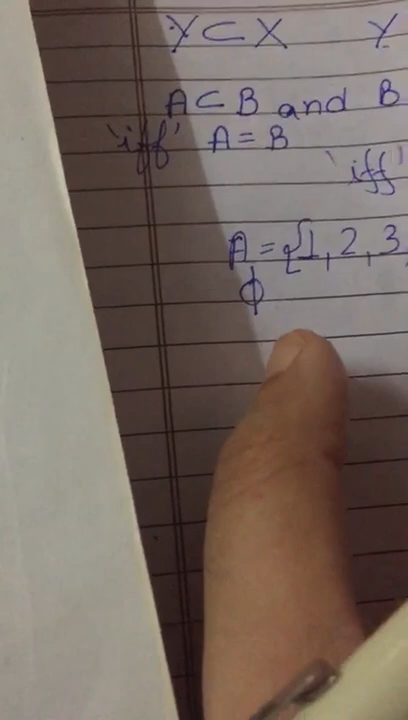 Y ⊂ X Y
A ⊂ B and B
'iff' A = B
'iff'
A = {1, 2, 3,
ϕ